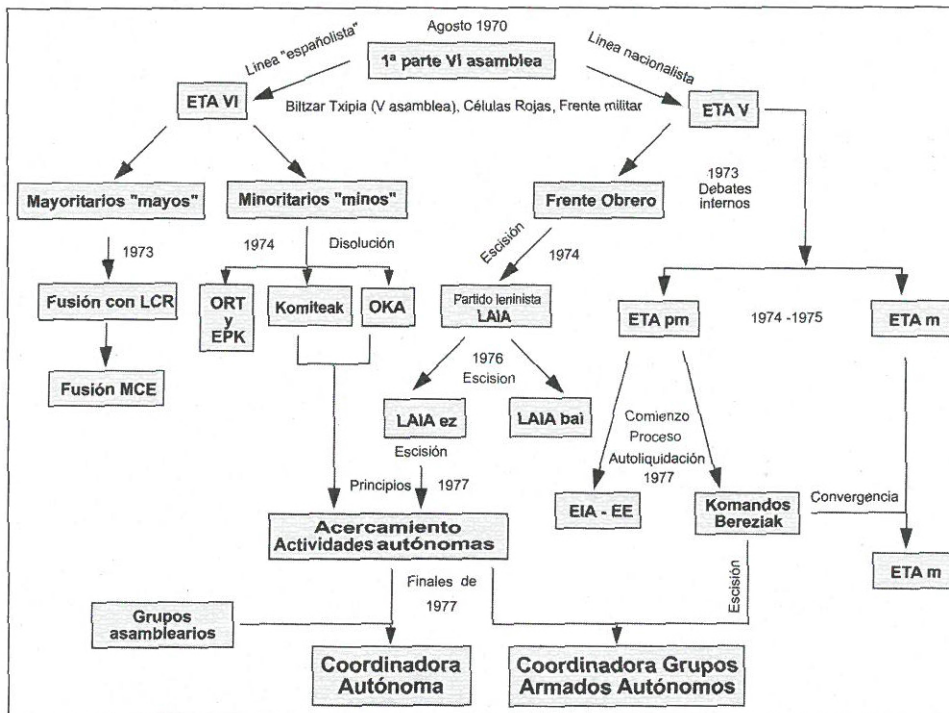 Agosto 1970
Linea "españolista"
1ª parte VI asamblea
Linea nacionalista
ETA VI
Biltzar Txipia (V asamblea), Células Rojas, Frente militar
ETA V
Mayoritarios "mayos"
Minoritarios "minos"
Frente Obrero
1973
Debates
internos
1973
1974
Disolución
Escisión
1974
Fusión con LCR
ORT
y
EPK
Komiteak
OKA
Partido leninista
LAIA
ETA pm
1974 -1975
ETA m
Fusión MCE
1976
Escision
LAIA ez
LAIA bai
Comienzo
Proceso
Autoliquidación
1977
Escisión
Principios
1977
EIA - EE
Komandos
Bereziak
Convergencia
Acercamiento
Actividades autónomas
ETA m
Finales de
1977
Escisión
Grupos
asamblearios
Coordinadora
Autónoma
Coordinadora Grupos
Armados Autónomos